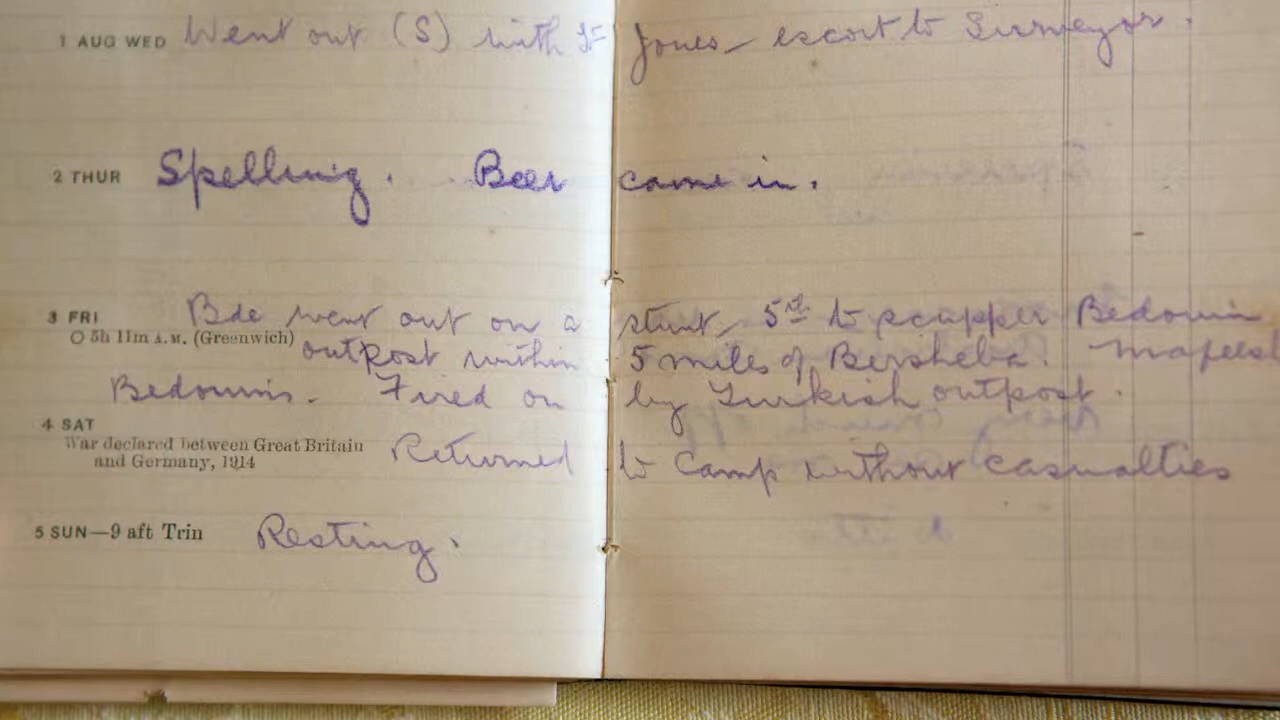 1 AUG WED Went out (S) with Jones – escort to Surveyor.
2 THUR Spelling. Beer came in.
3 FRI Bde went out on a stunt, 5th to scupper Bedouin
5h 11m A.M. (Greenwich) outpost within 5 miles of Bersheba.
Bedouins. Fired on by Turkish outpost.
4 SAT
War declared between Great Britain
and Germany, 1914 Returned to Camp without casualties
5 SUN—9 aft Trin Resting.